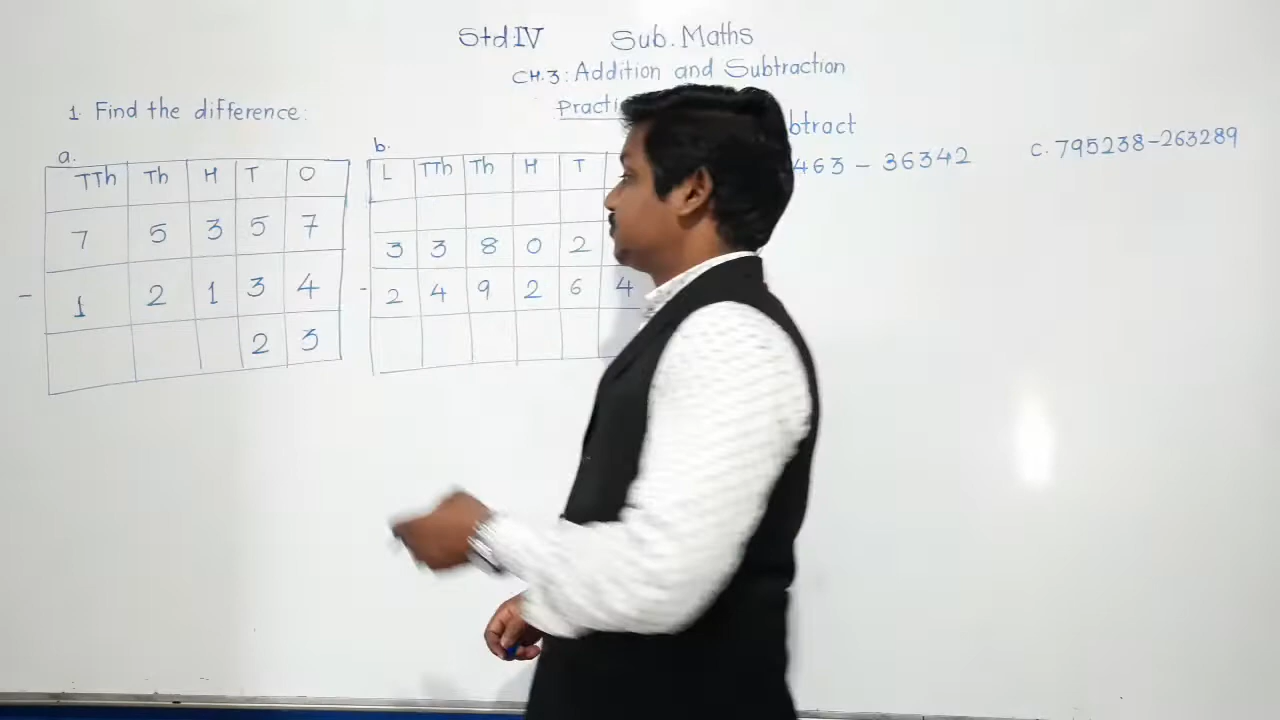 Std.IV Sub. Maths
CH.3: Addition and Subtraction
1. Find the difference:
a.
TTh Th H T O
7 5 3 5 7
- 1 2 1 3 4
2 3
b.
L TTh Th H T
3 3 8 0 2
- 2 4 9 2 6 4
463 - 36342
C. 795238-263289